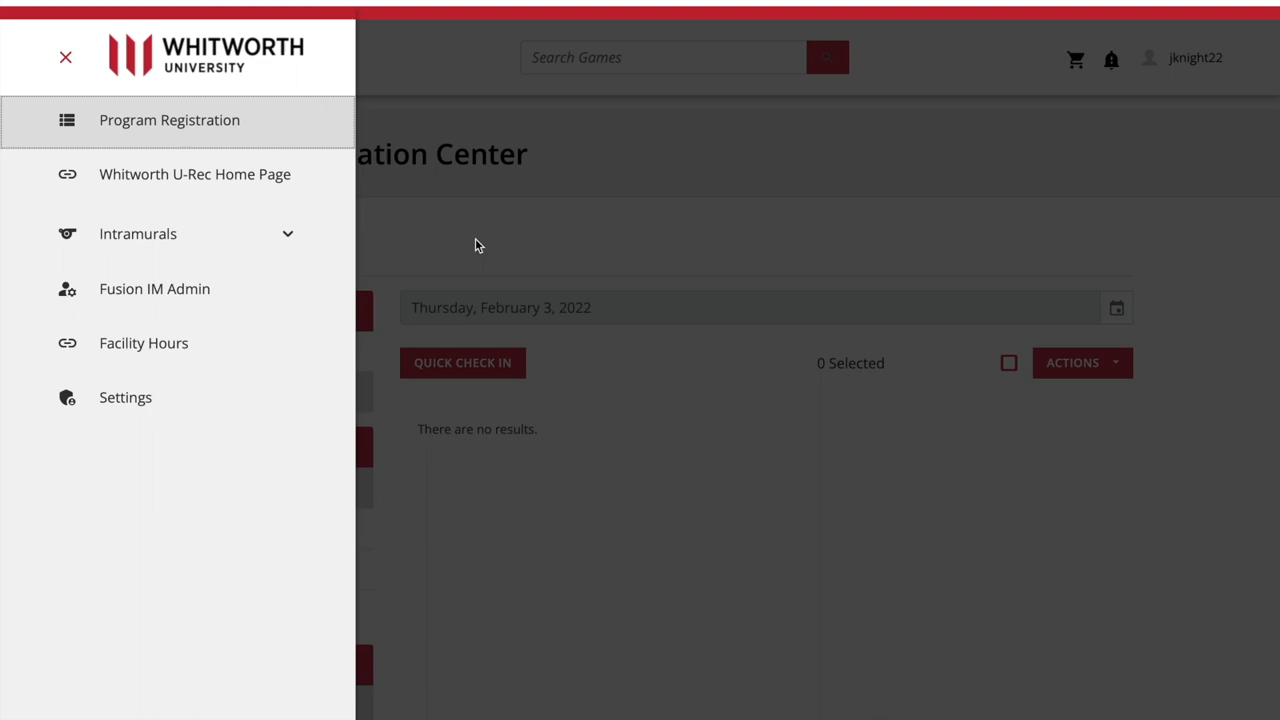 WHITWORTH
UNIVERSITY
Search Games
jknight22
Program Registration
Whitworth U-Rec Home Page
Intramurals
Fusion IM Admin
Facility Hours
Settings
ation Center
Thursday, February 3, 2022
QUICK CHECK IN
0 Selected
ACTIONS
There are no results.